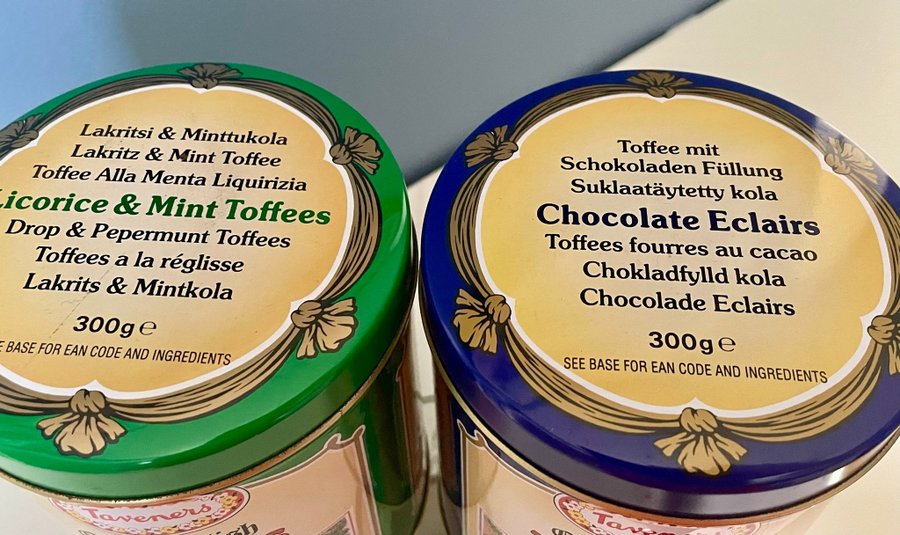 Lakritsi & Minttukola
Lakritz & Mint Toffee
Toffee Alla Menta Liquirizia
Licorice & Mint Toffees
Drop & Pepermunt Toffees
Toffees a la réglisse
Lakrits & Mintkola
300g e
BASE FOR EAN CODE AND INGREDIENTS
Taveners
Toffee mit
Schokoladen Füllung
Suklaatäytetty kola
Chocolate Eclairs
Toffees fourres au cacao
Chokladfylld kola
Chocolade Eclairs
300g e
SEE BASE FOR EAN CODE AND INGREDIENTS
Taveners